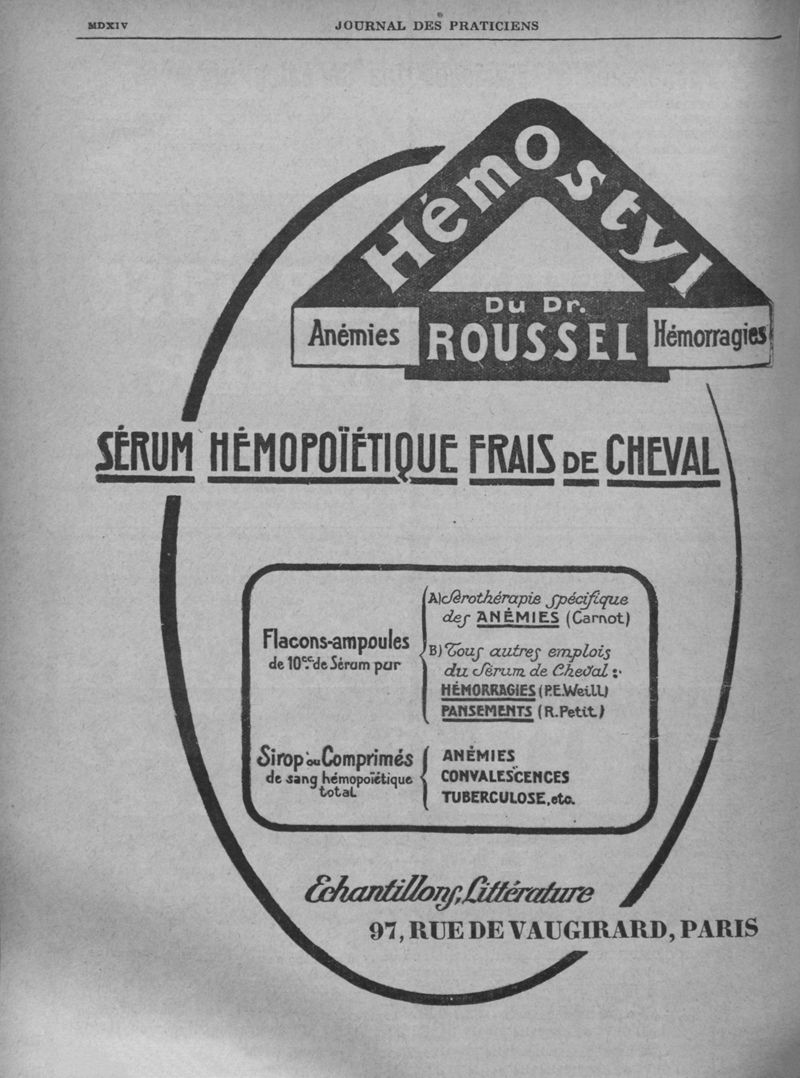 MDXIV
JOURNAL DES PRATICIENS
Hémostyl
Du Dr.
ROUSSEL
Anémies
Hémorragies
SÉRUM HÉMOPOÏÉTIQUE FRAIS DE CHEVAL
Flacons-ampoules
de 10cc. de Sérum par
A) Sérothérapie spécifique
des ANÉMIES (Carnot)
B) Tous autres emplois
du Sérum de Cheval :
HÉMORRAGIES (P.E.Weill)
PANSEMENTS (R.Petit)
Sirop ou Comprimés
de sang hémopoïétique
total
ANÉMIES
CONVALESCENCES
TUBERCULOSE, etc.
Echantillons, Littérature
97, RUE DE VAUGIRARD, PARIS